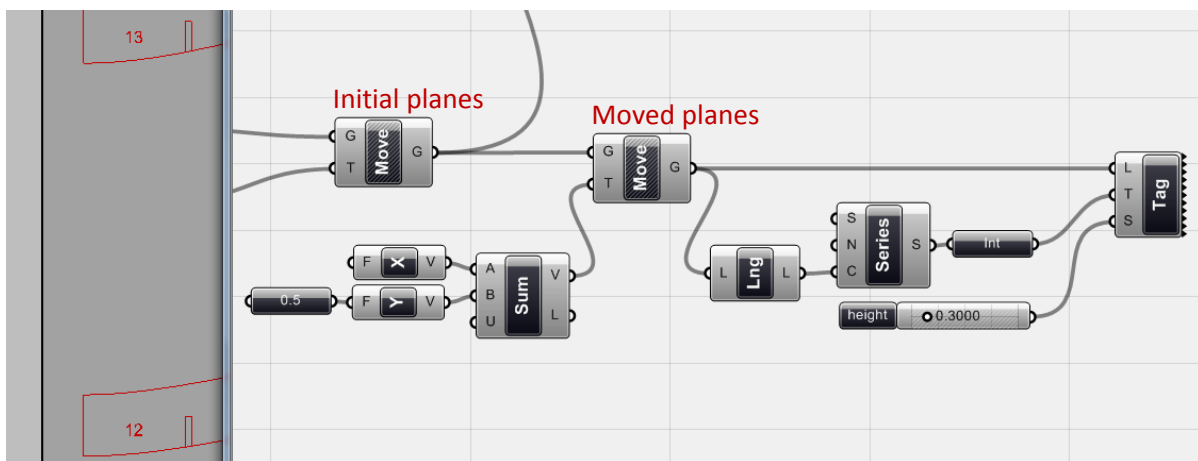 13
Initial planes
Moved planes
G
T
Move
G
G
T
Move
G
L
T
S
Tag
F
X
V
0.5
F
Y
V
A
B
U
Sum
V
L
L
Lng
L
S
N
C
Series
S
Int
height
0.3000
12